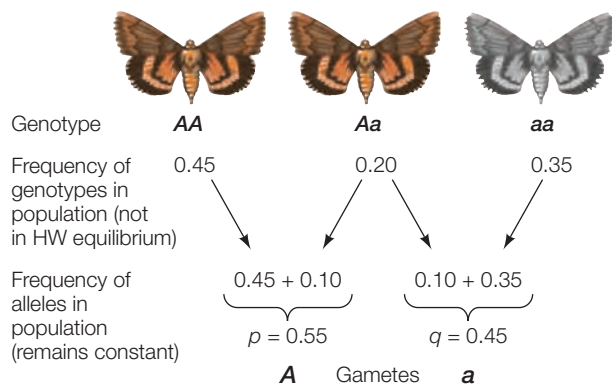 Genotype AA Aa aa
Frequency of 0.45 0.20 0.35
genotypes in
population (not
in HW equilibrium)
Frequency of 0.45 + 0.10 0.10 + 0.35
alleles in
population p = 0.55 q = 0.45
(remains constant)
A Gametes a